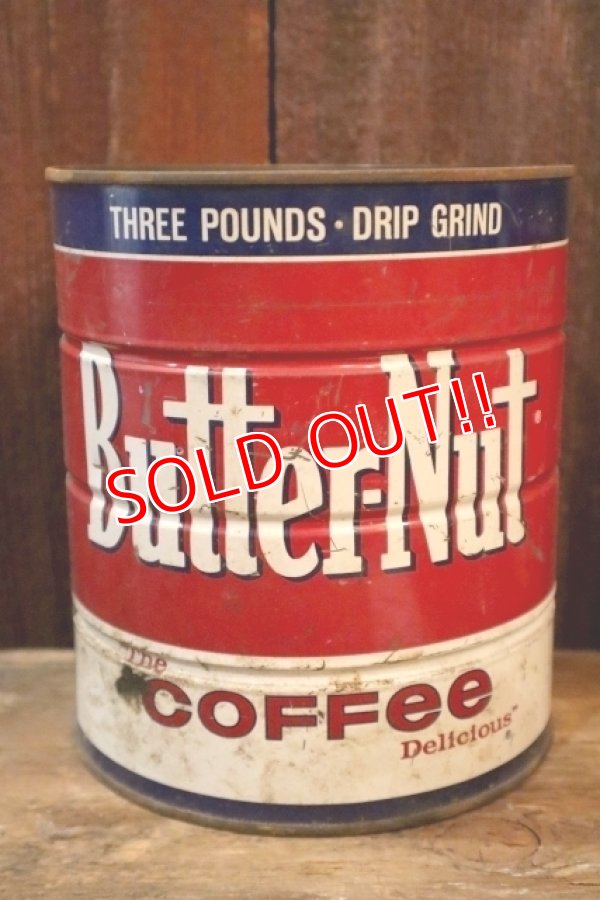 THREE POUNDS · DRIP GRIND
Butter-Nut®
SOLD OUT!!
"The
COFFee
Delicious"